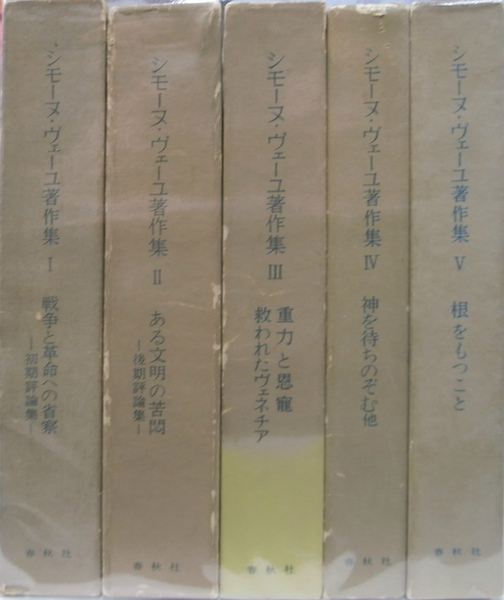 シモーヌ・ヴェーユ著作集 I
戦争と革命への省察
―初期評論集―
春秋社
シモーヌ・ヴェーユ著作集 II
ある文明の苦悶
―後期評論集―
春秋社
シモーヌ・ヴェーユ著作集 III
重力と恩寵
救われたヴェネチア
春秋社
シモーヌ・ヴェーユ著作集 IV
神を待ちのぞむ他
春秋社
シモーヌ・ヴェーユ著作集 V
根をもつこと
春秋社